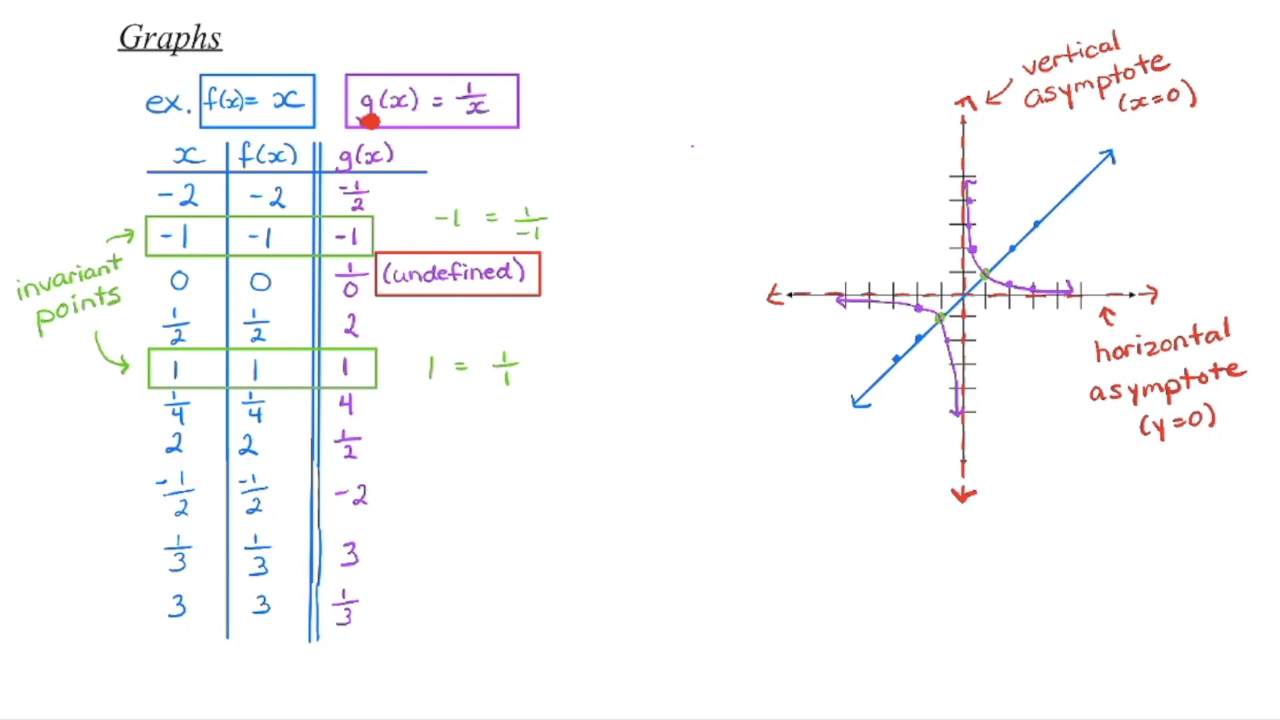 Graphs
ex. f(x)= x
g(x) = 1/x
x f(x) g(x)
-2 -2 -1/2
-1 -1 -1
-1 = 1/-1
0 0 1/0 (undefined)
1/2 1/2 2
1 1 1
1 = 1/1
1/4 1/4 4
2 2 1/2
-1/2 -1/2 -2
1/3 1/3 3
3 3 1/3
invariant
points
vertical
asymptote
(x=0)
horizontal
asymptote
(y=0)